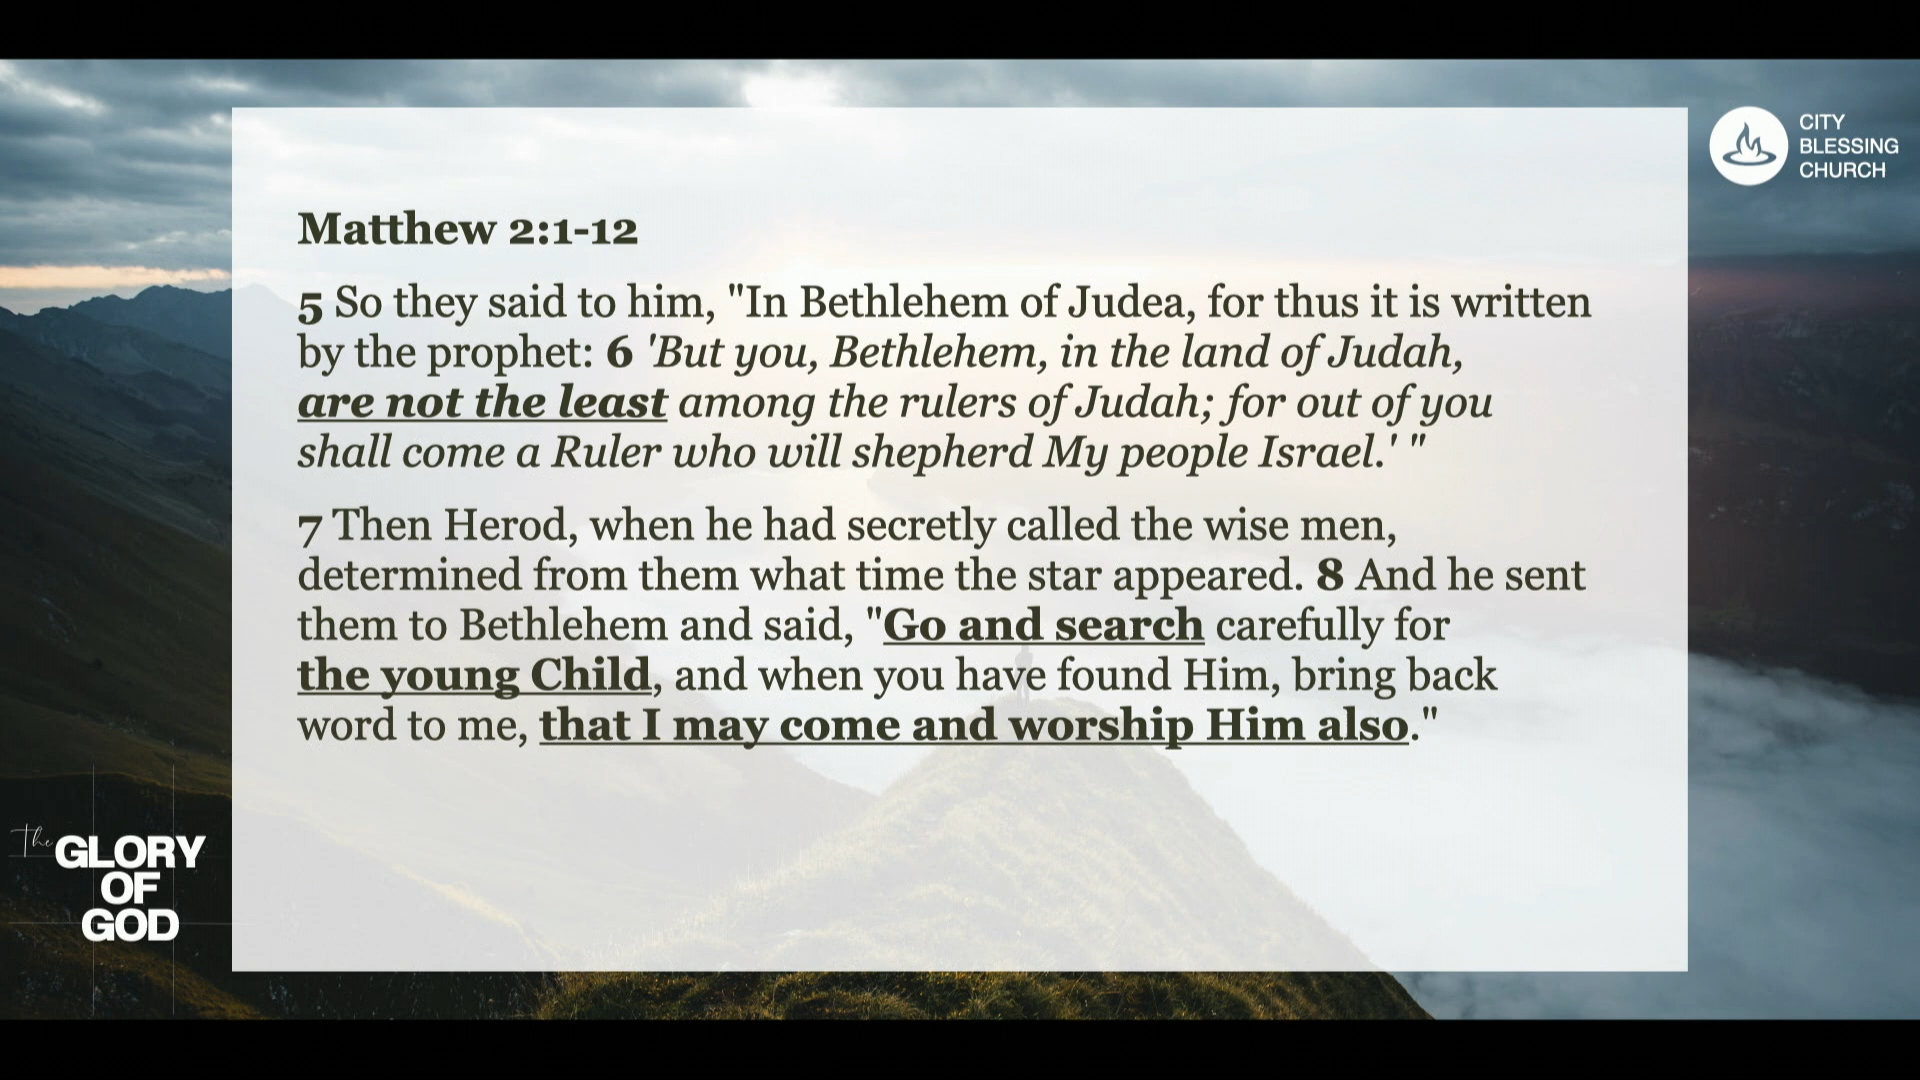 CITY
BLESSING
CHURCH
Matthew 2:1-12
5 So they said to him, "In Bethlehem of Judea, for thus it is written
by the prophet: 6 'But you, Bethlehem, in the land of Judah,
are not the least among the rulers of Judah; for out of you
shall come a Ruler who will shepherd My people Israel.' "
7 Then Herod, when he had secretly called the wise men,
determined from them what time the star appeared. 8 And he sent
them to Bethlehem and said, "Go and search carefully for
the young Child, and when you have found Him, bring back
word to me, that I may come and worship Him also."
The GLORY
OF
GOD